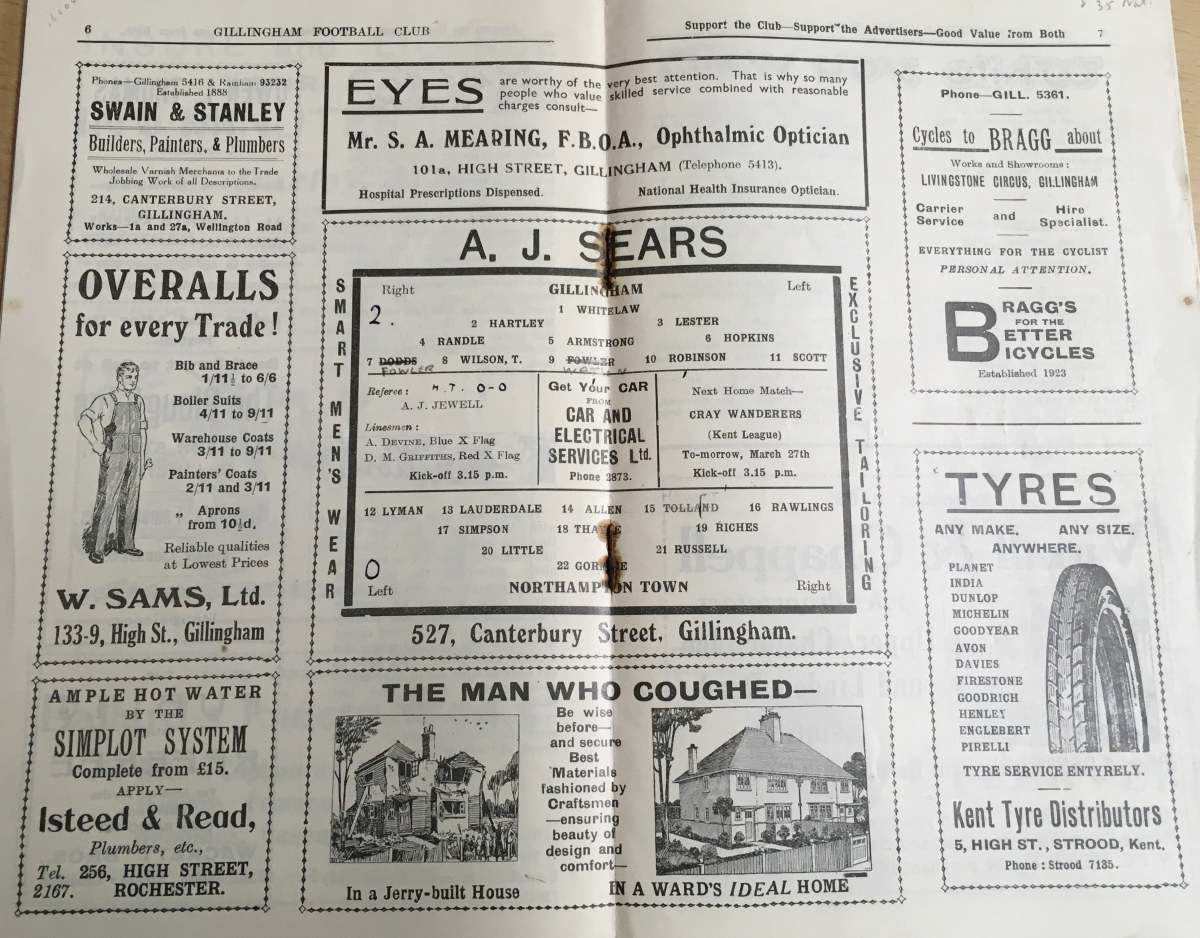 6
GILLINGHAM FOOTBALL CLUB
Support the Club—Support the Advertisers—Good Value from Both
7
Phones—Gillingham 5416 & Rainham 93232
Established 1888
SWAIN & STANLEY
Builders, Painters, & Plumbers
Wholesale Varnish Merchants to the Trade
Jobbing Work of all Descriptions.
214, CANTERBURY STREET,
GILLINGHAM.
Works—1a and 27a, Wellington Road
OVERALLS
for every Trade!
Bib and Brace
1/11½ to 6/6
Boiler Suits
4/11 to 9/11
Warehouse Coats
3/11 to 9/11
Painters' Coats
2/11 and 3/11
„ Aprons
from 10½d.
Reliable qualities
at Lowest Prices
W. SAMS, Ltd.
133-9, High St., Gillingham
AMPLE HOT WATER
BY THE
SIMPLOT SYSTEM
Complete from £15.
APPLY—
Isteed & Read,
Plumbers, etc.,
Tel. 256, HIGH STREET,
2167. ROCHESTER.
EYES
are worthy of the very best attention. That is why so many
people who value skilled service combined with reasonable
charges consult—
Mr. S. A. MEARING, F.B.O.A., Ophthalmic Optician
101a, HIGH STREET, GILLINGHAM (Telephone 5413).
Hospital Prescriptions Dispensed. National Health Insurance Optician.
A. J. SEARS
SMART MEN'S WEAR
Right GILLINGHAM Left
2.
1 WHITELAW
2 HARTLEY 3 LESTER
4 RANDLE 5 ARMSTRONG 6 HOPKINS
7 DODDS 8 WILSON, T. 9 FOWLER 10 ROBINSON 11 SCOTT
FOWLER
Referee: H.T. 0-0
A. J. JEWELL
Linesmen:
A. DEVINE, Blue X Flag
D. M. GRIFFITHS, Red X Flag
Kick-off 3.15 p.m.
Get Your CAR
FROM
CAR AND
ELECTRICAL
SERVICES Ltd.
Phone 2873.
Next Home Match—
CRAY WANDERERS
(Kent League)
To-morrow, March 27th
Kick-off 3.15 p.m.
12 LYMAN 13 LAUDERDALE 14 ALLEN 15 TOLLAND 16 RAWLINGS
17 SIMPSON 18 19 RICHES
20 LITTLE 21 RUSSELL
22
0
Left NORTHAMPTON TOWN Right
EXCLUSIVE TAILORING
527, Canterbury Street, Gillingham.
THE MAN WHO COUGHED—
Be wise
before—
and secure
Best
Materials
fashioned by
Craftsmen
—ensuring
beauty of
design and
comfort—
In a Jerry-built House
IN A WARD'S IDEAL HOME
Phone—GILL. 5361.
Cycles to BRAGG about
Works and Showrooms:
LIVINGSTONE CIRCUS, GILLINGHAM
Carrier Service and Hire Specialist.
EVERYTHING FOR THE CYCLIST
PERSONAL ATTENTION.
BRAGG'S
FOR THE
BETTER
BICYCLES
Established 1923
TYRES
ANY MAKE. ANY SIZE.
ANYWHERE.
PLANET
INDIA
DUNLOP
MICHELIN
GOODYEAR
AVON
DAVIES
FIRESTONE
GOODRICH
HENLEY
ENGLEBERT
PIRELLI
TYRE SERVICE ENTYRELY.
Kent Tyre Distributors
5, HIGH ST., STROOD, Kent.
Phone: Strood 7135.